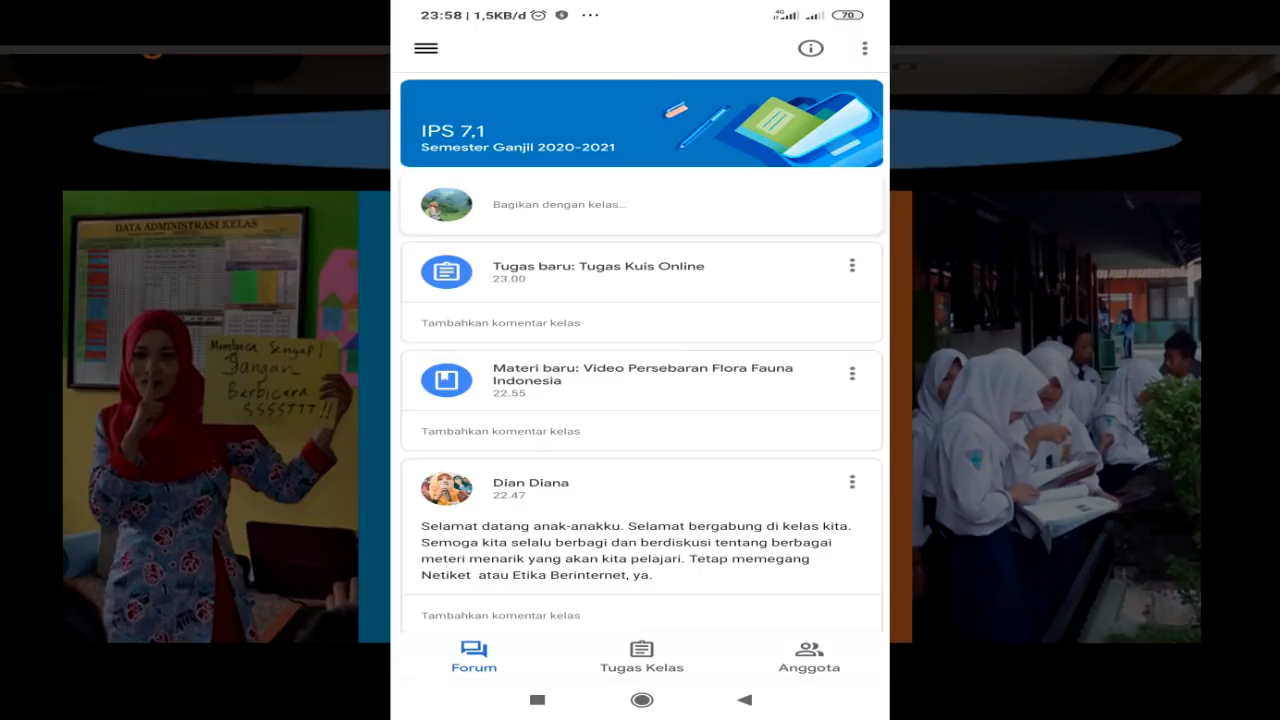 23:58 | 1,5KB/d
4G
70
IPS 7.1
Semester Ganjil 2020-2021
Bagikan dengan kelas...
Tugas baru: Tugas Kuis Online
23.00
Tambahkan komentar kelas
Materi baru: Video Persebaran Flora Fauna
Indonesia
22.55
Tambahkan komentar kelas
Dian Diana
22.47
Selamat datang anak-anakku. Selamat bergabung di kelas kita.
Semoga kita selalu berbagi dan berdiskusi tentang berbagai
meteri menarik yang akan kita pelajari. Tetap memegang
Netiket atau Etika Berinternet, ya.
Tambahkan komentar kelas
Forum
Tugas Kelas
Anggota
DATA ADMINISTRASI KELAS
Membaca Senyap!
Jangan
Berbicara
SSSSTTT!!